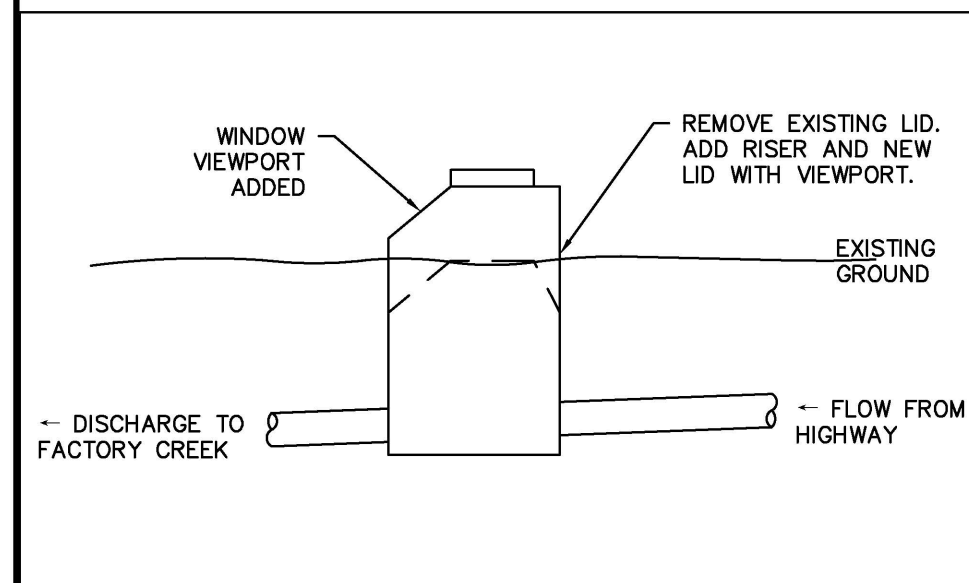 WINDOW
VIEWPORT
ADDED
REMOVE EXISTING LID.
ADD RISER AND NEW
LID WITH VIEWPORT.
EXISTING
GROUND
← DISCHARGE TO
FACTORY CREEK
← FLOW FROM
HIGHWAY